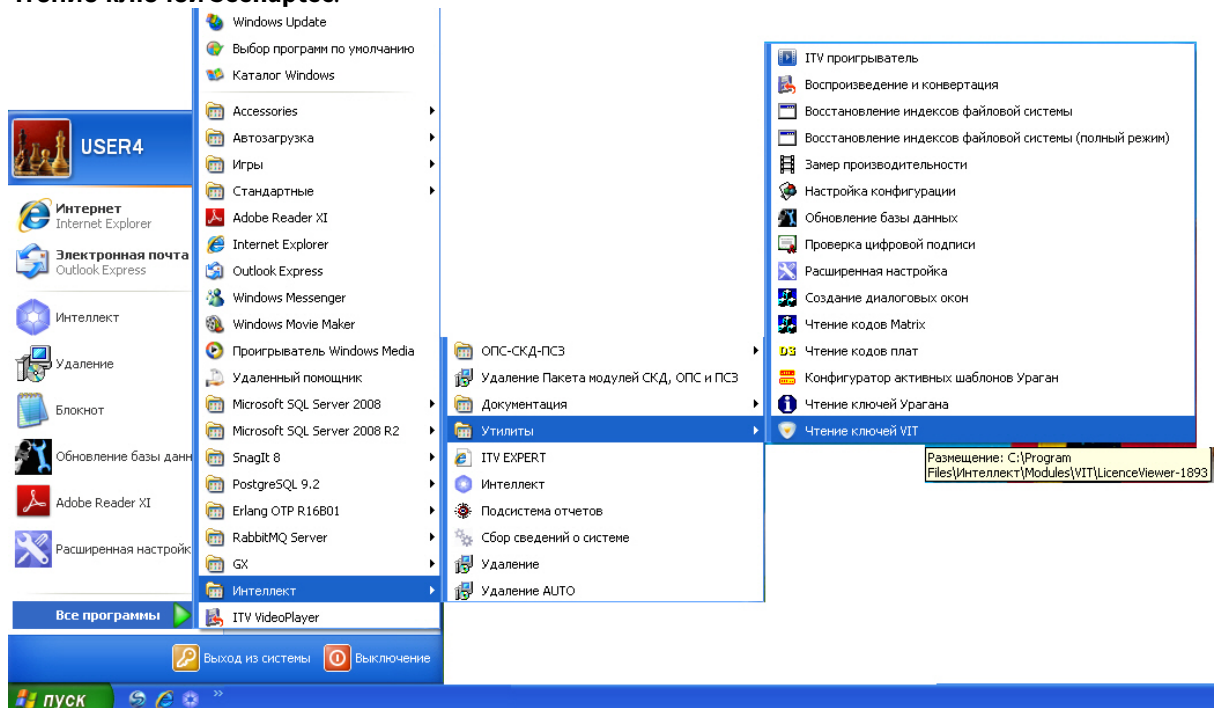 Чтение ключей Seenaptec.
USER4
Интернет
Internet Explorer
Электронная почта
Outlook Express
Интеллект
Удаление
Блокнот
Обновление базы данн
Adobe Reader XI
Расширенная настройк
Все программы
Windows Update
Выбор программ по умолчанию
Каталог Windows
Accessories
Автозагрузка
Игры
Стандартные
Adobe Reader XI
Internet Explorer
Outlook Express
Windows Messenger
Windows Movie Maker
Проигрыватель Windows Media
Удаленный помощник
Microsoft SQL Server 2008
Microsoft SQL Server 2008 R2
SnagIt 8
PostgreSQL 9.2
Erlang OTP R16B01
RabbitMQ Server
GX
Интеллект
ITV VideoPlayer
ОПС-СКД-ПСЗ
Удаление Пакета модулей СКД, ОПС и ПСЗ
Документация
Утилиты
ITV EXPERT
Интеллект
Подсистема отчетов
Сбор сведений о системе
Удаление
Удаление AUTO
ITV проигрыватель
Воспроизведение и конвертация
Восстановление индексов файловой системы
Восстановление индексов файловой системы (полный режим)
Замер производительности
Настройка конфигурации
Обновление базы данных
Проверка цифровой подписи
Расширенная настройка
Создание диалоговых окон
Чтение кодов Matrix
Чтение кодов плат
Конфигуратор активных шаблонов Ураган
Чтение ключей Урагана
Чтение ключей VIT
Размещение: C:\Program
Files\Интеллект\Modules\VIT\LicenceViewer-1893
Выход из системы
Выключение
пуск